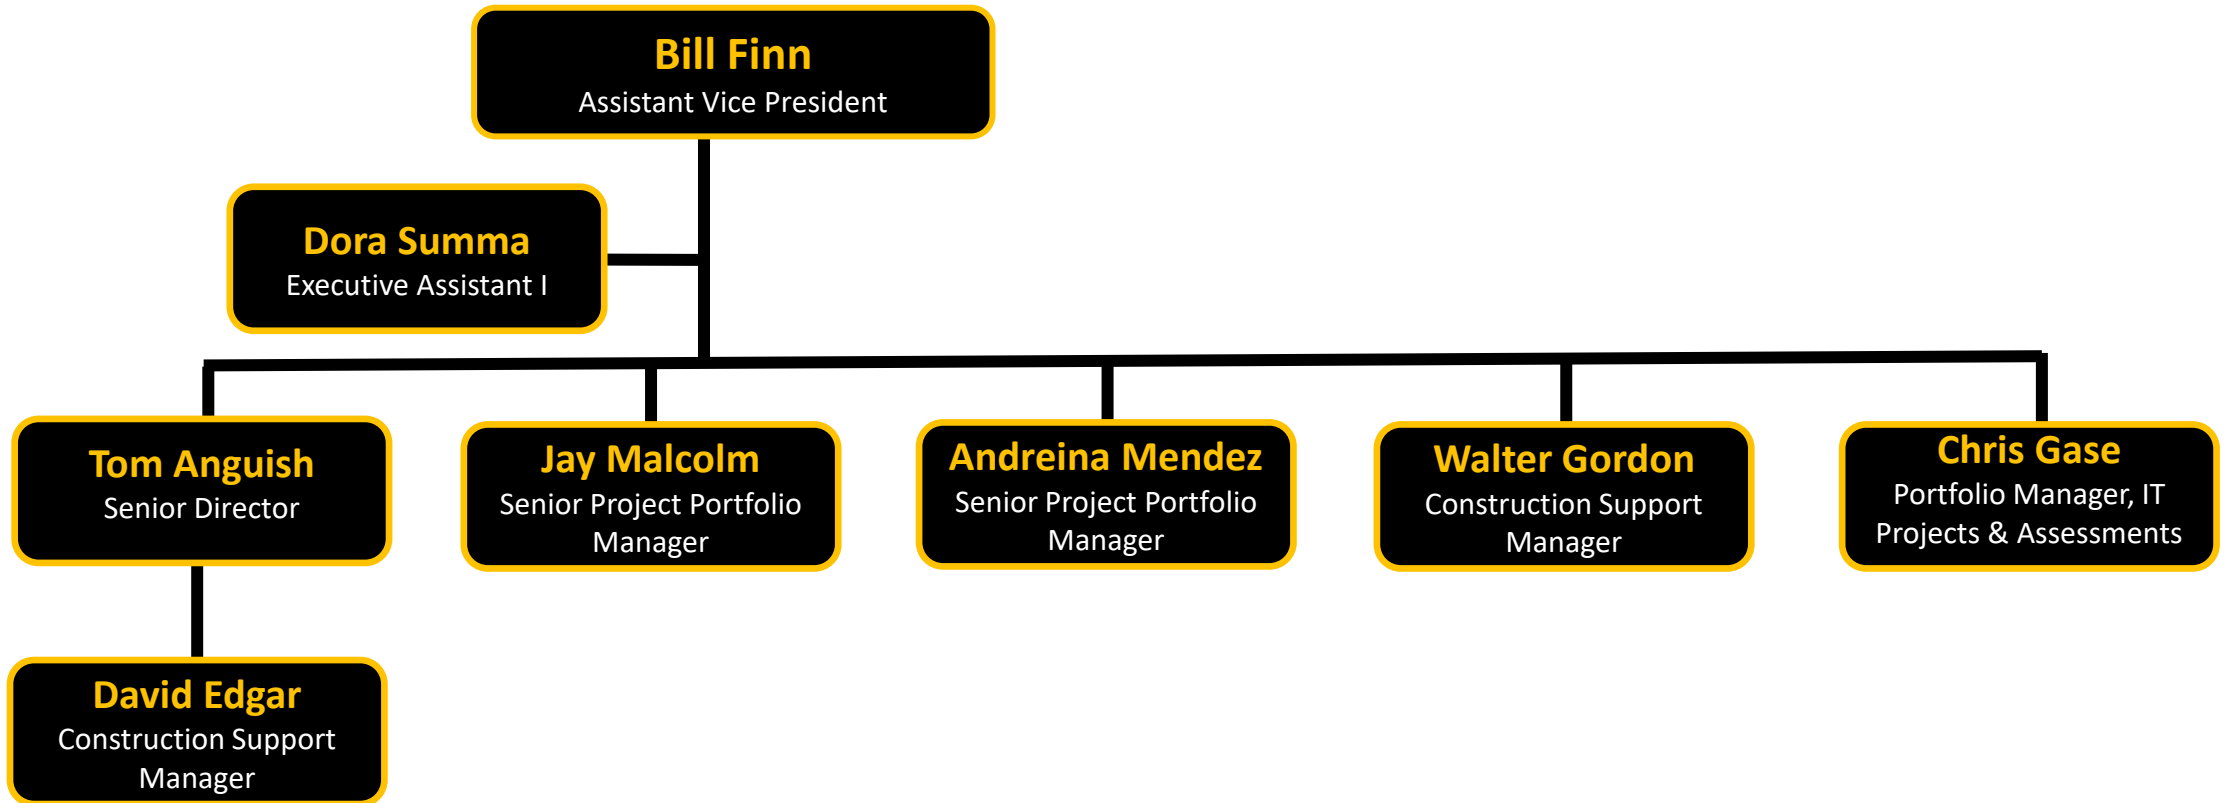 Bill Finn
Assistant Vice President
Dora Summa
Executive Assistant I
Tom Anguish
Senior Director
Jay Malcolm
Senior Project Portfolio
Manager
Andreina Mendez
Senior Project Portfolio
Manager
Walter Gordon
Construction Support
Manager
Chris Gase
Portfolio Manager, IT
Projects & Assessments
David Edgar
Construction Support
Manager